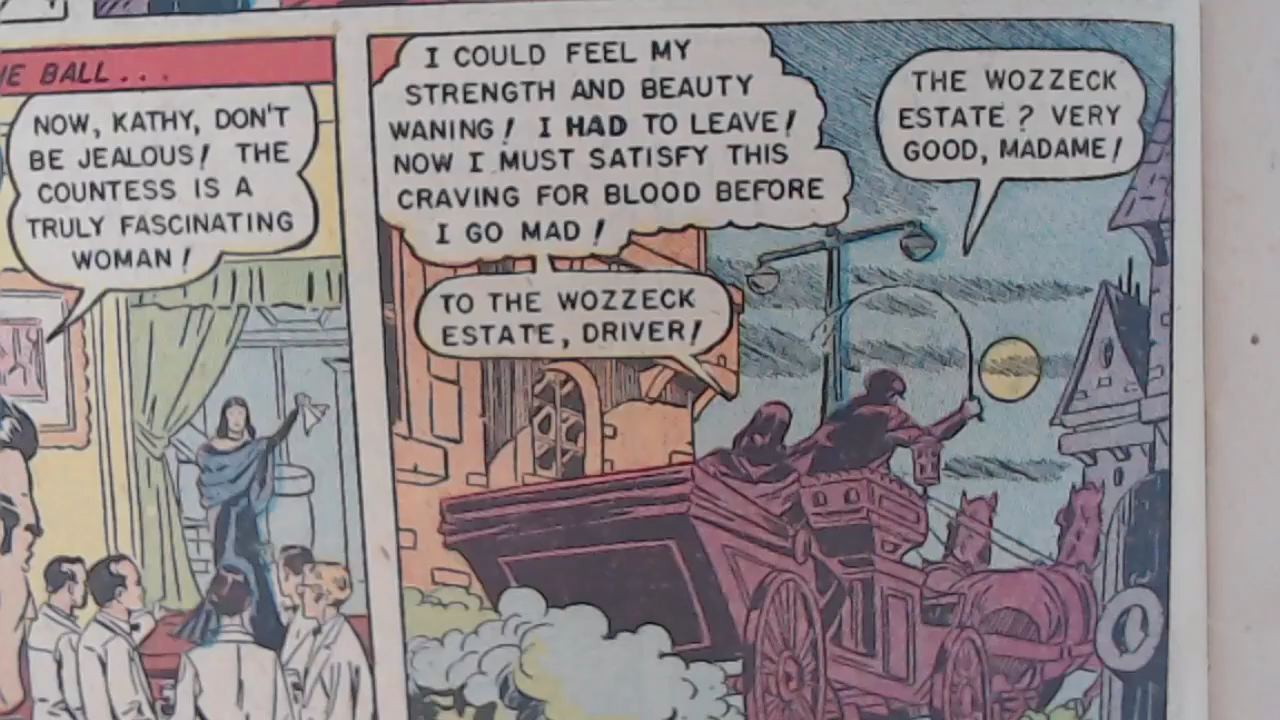 BALL...
NOW, KATHY, DON'T
BE JEALOUS! THE
COUNTESS IS A
TRULY FASCINATING
WOMAN!
I COULD FEEL MY
STRENGTH AND BEAUTY
WANING! I HAD TO LEAVE!
NOW I MUST SATISFY THIS
CRAVING FOR BLOOD BEFORE
I GO MAD!
TO THE WOZZECK
ESTATE, DRIVER!
THE WOZZECK
ESTATE? VERY
GOOD, MADAME!